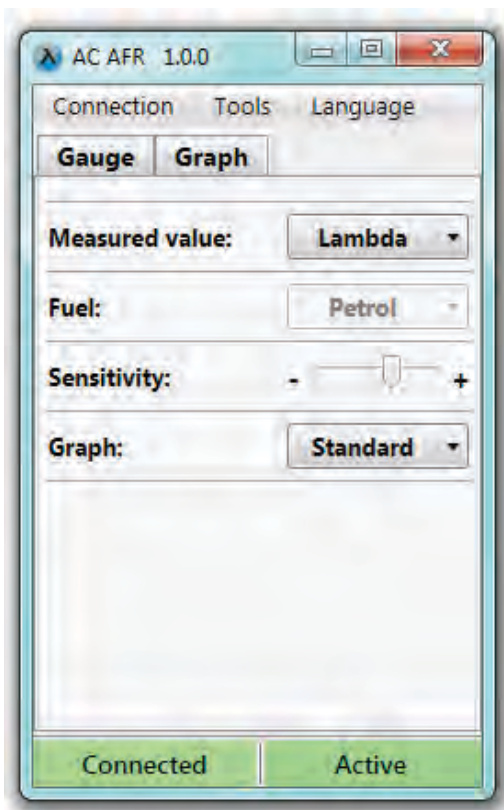 λ AC AFR 1.0.0
Connection Tools Language
Gauge Graph
Measured value: Lambda
Fuel: Petrol
Sensitivity: - +
Graph: Standard
Connected Active